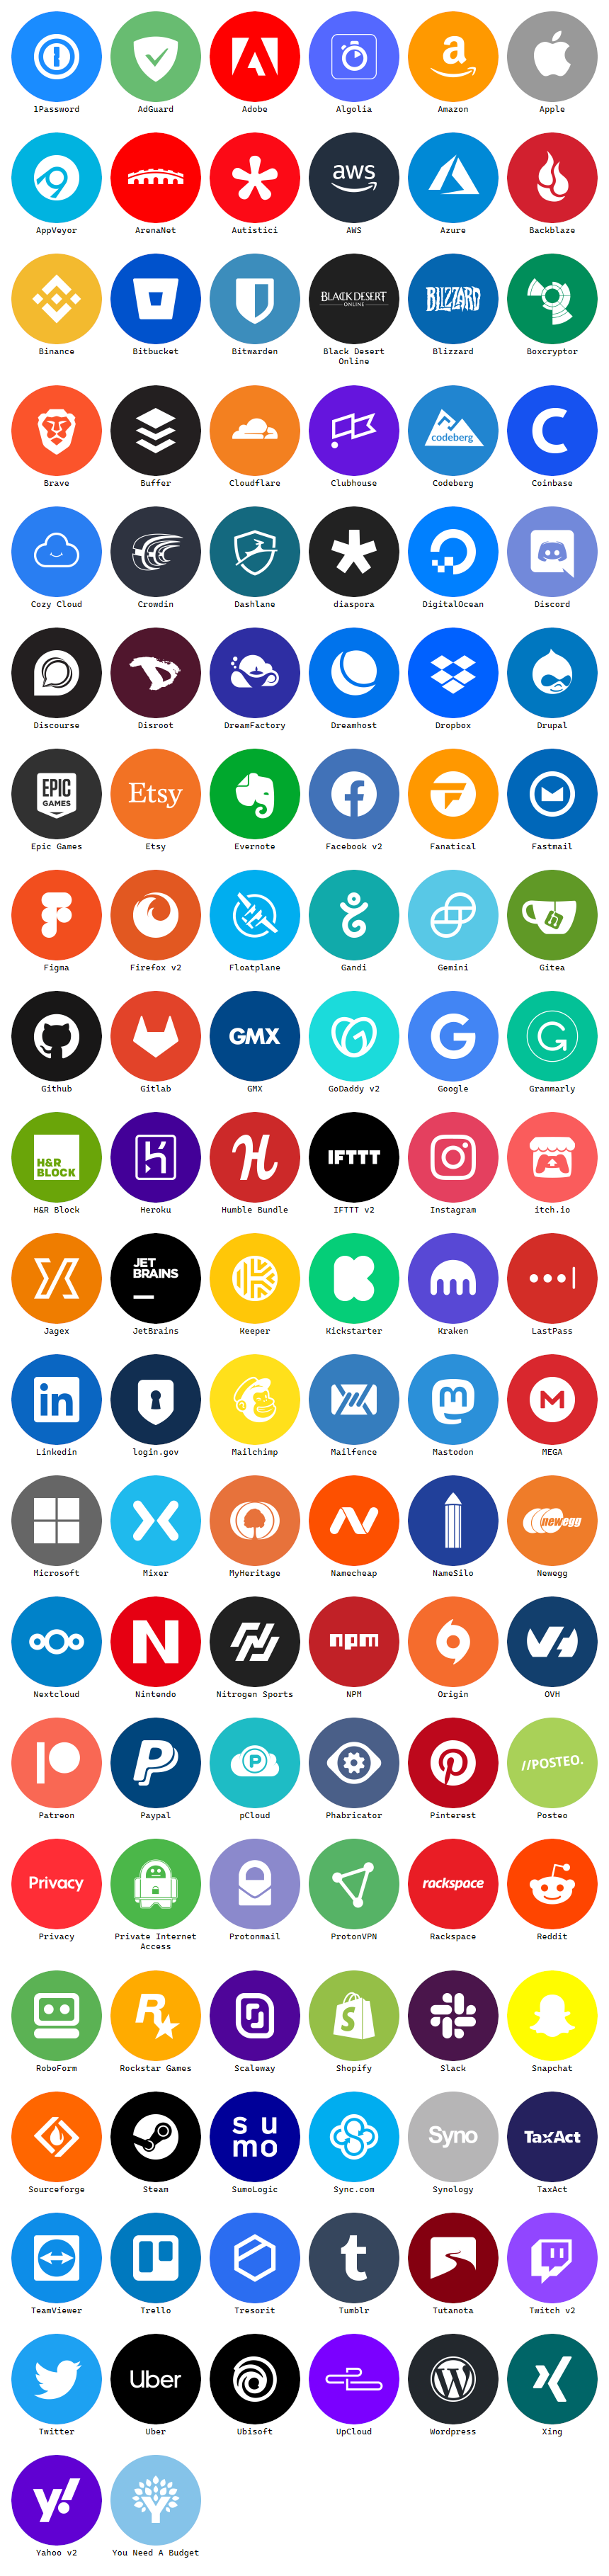 1Password AdGuard Adobe Algolia Amazon Apple
a
aws
AppVeyor ArenaNet Autistici AWS Azure Backblaze
BLACK DESERT
ONLINE
BLIZZARD
Binance Bitbucket Bitwarden Black Desert
Online Blizzard Boxcryptor
codeberg
Brave Buffer Cloudflare Clubhouse Codeberg Coinbase
Cozy Cloud Crowdin Dashlane diaspora DigitalOcean Discord
Discourse Disroot DreamFactory Dreamhost Dropbox Drupal
EPIC
GAMES
Etsy
Epic Games Etsy Evernote Facebook v2 Fanatical Fastmail
Figma Firefox v2 Floatplane Gandi Gemini Gitea
GMX
G
Github Gitlab GMX GoDaddy v2 Google Grammarly
H&R
BLOCK
H
IFTTT
H&R Block Heroku Humble Bundle IFTTT v2 Instagram itch.io
JET
BRAINS
K
Jagex JetBrains Keeper Kickstarter Kraken LastPass
in
m
M
Linkedin login.gov Mailchimp Mailfence Mastodon MEGA
newegg
Microsoft Mixer MyHeritage Namecheap NameSilo Newegg
N
npm
Nextcloud Nintendo Nitrogen Sports NPM Origin OVH
P
P
//POSTEO.
Patreon Paypal pCloud Phabricator Pinterest Posteo
Privacy
rackspace
Privacy Private Internet
Access Protonmail ProtonVPN Rackspace Reddit
R
S
RoboForm Rockstar Games Scaleway Shopify Slack Snapchat
su
mo
Syno
TaxAct
Sourceforge Steam SumoLogic Sync.com Synology TaxAct
t
TeamViewer Trello Tresorit Tumblr Tutanota Twitch v2
Uber
W
Twitter Uber Ubisoft UpCloud Wordpress Xing
y!
Yahoo v2 You Need A Budget